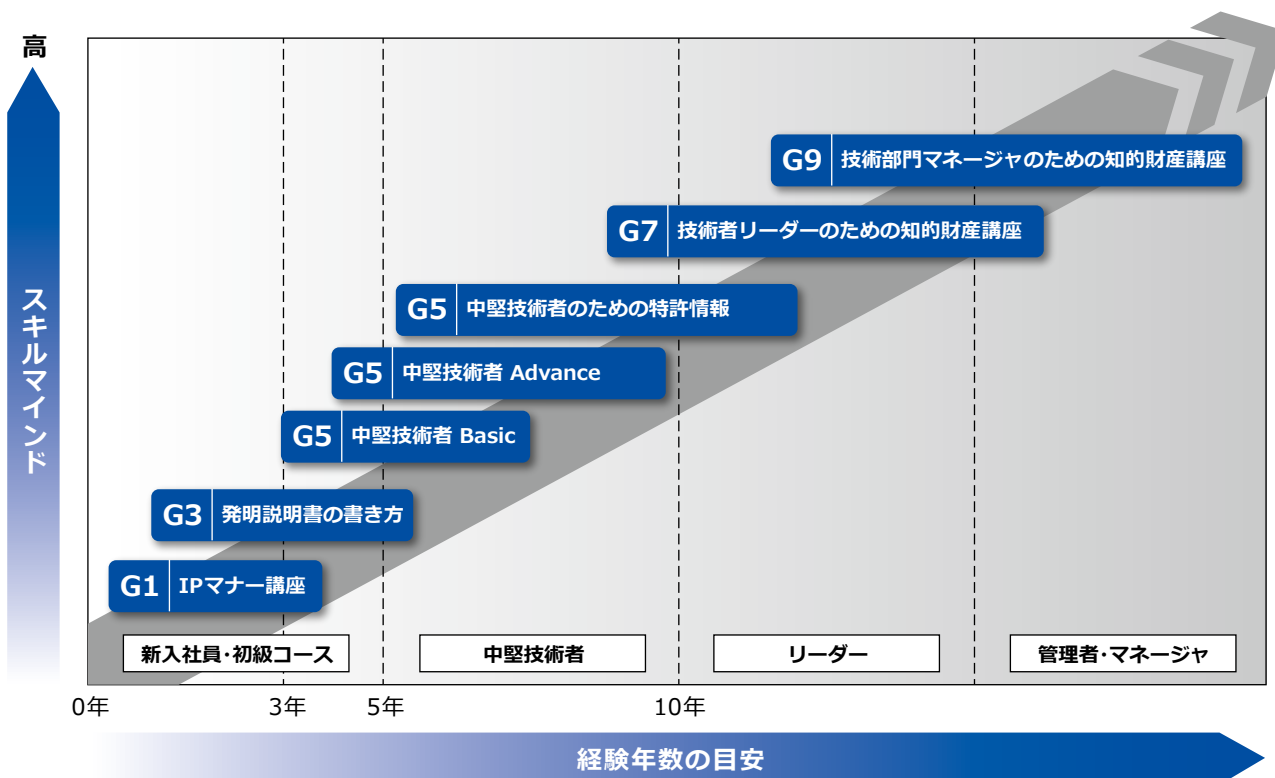 高
スキルマインド
G9 技術部門マネージャのための知的財産講座
G7 技術者リーダーのための知的財産講座
G5 中堅技術者のための特許情報
G5 中堅技術者 Advance
G5 中堅技術者 Basic
G3 発明説明書の書き方
G1 IPマナー講座
新入社員・初級コース 中堅技術者 リーダー 管理者・マネージャ
0年 3年 5年 10年
経験年数の目安